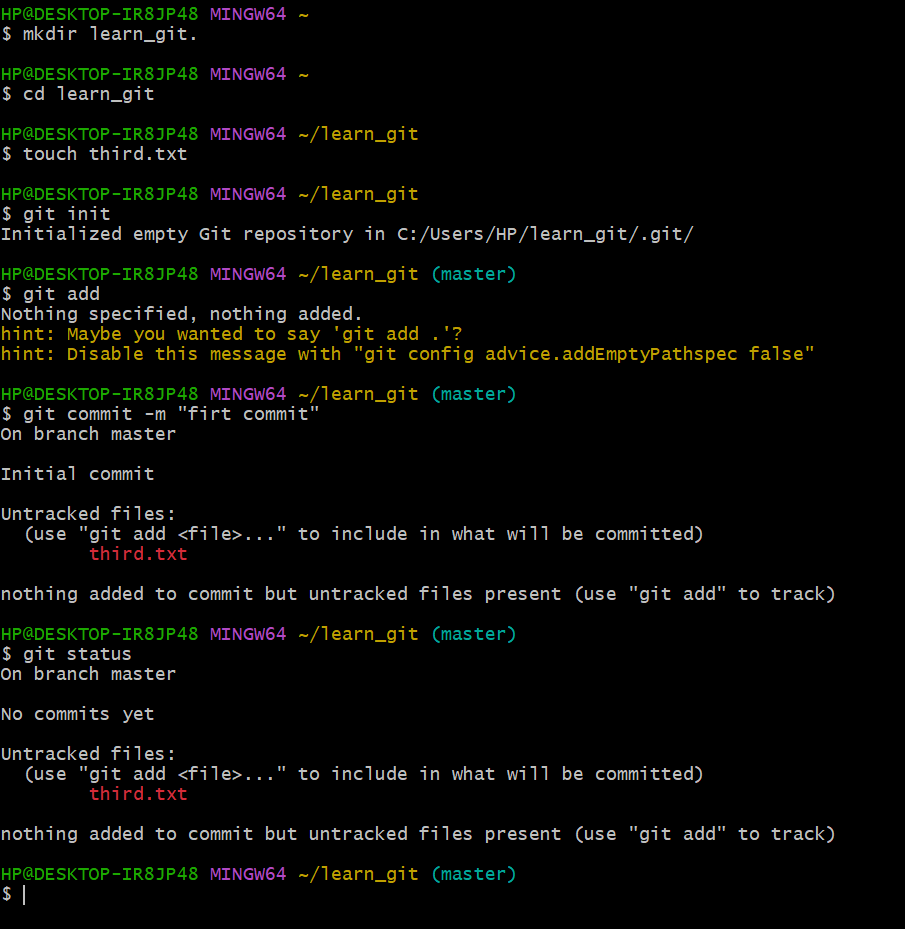 HP@DESKTOP-IR8JP48 MINGW64 ~
$ mkdir learn_git.

HP@DESKTOP-IR8JP48 MINGW64 ~
$ cd learn_git

HP@DESKTOP-IR8JP48 MINGW64 ~/learn_git
$ touch third.txt

HP@DESKTOP-IR8JP48 MINGW64 ~/learn_git
$ git init
Initialized empty Git repository in C:/Users/HP/learn_git/.git/

HP@DESKTOP-IR8JP48 MINGW64 ~/learn_git (master)
$ git add
Nothing specified, nothing added.
hint: Maybe you wanted to say 'git add .'?
hint: Disable this message with "git config advice.addEmptyPathspec false"

HP@DESKTOP-IR8JP48 MINGW64 ~/learn_git (master)
$ git commit -m "firt commit"
On branch master

Initial commit

Untracked files:
  (use "git add <file>..." to include in what will be committed)
        third.txt

nothing added to commit but untracked files present (use "git add" to track)

HP@DESKTOP-IR8JP48 MINGW64 ~/learn_git (master)
$ git status
On branch master

No commits yet

Untracked files:
  (use "git add <file>..." to include in what will be committed)
        third.txt

nothing added to commit but untracked files present (use "git add" to track)

HP@DESKTOP-IR8JP48 MINGW64 ~/learn_git (master)
$